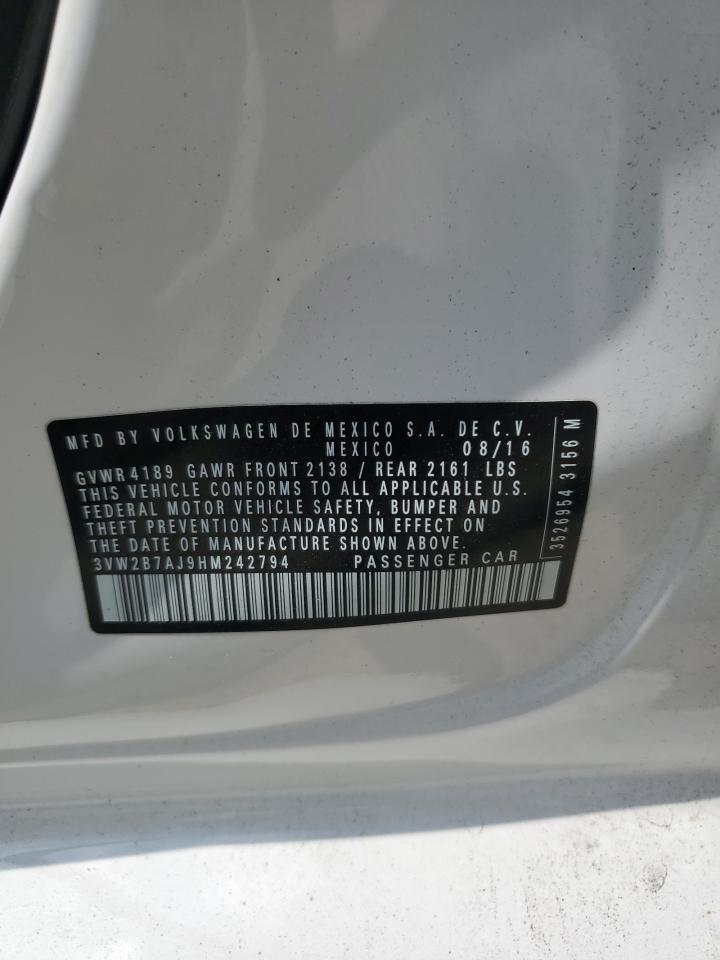 MFD BY VOLKSWAGEN DE MEXICO S.A. DE C.V.
MEXICO 08/16
GVWR 4189 GAWR FRONT 2138 / REAR 2161 LBS
THIS VEHICLE CONFORMS TO ALL APPLICABLE U.S.
FEDERAL MOTOR VEHICLE SAFETY, BUMPER AND
THEFT PREVENTION STANDARDS IN EFFECT ON
THE DATE OF MANUFACTURE SHOWN ABOVE.
3VW2B7AJ9HM242794 PASSENGER CAR
3526954 3156 M